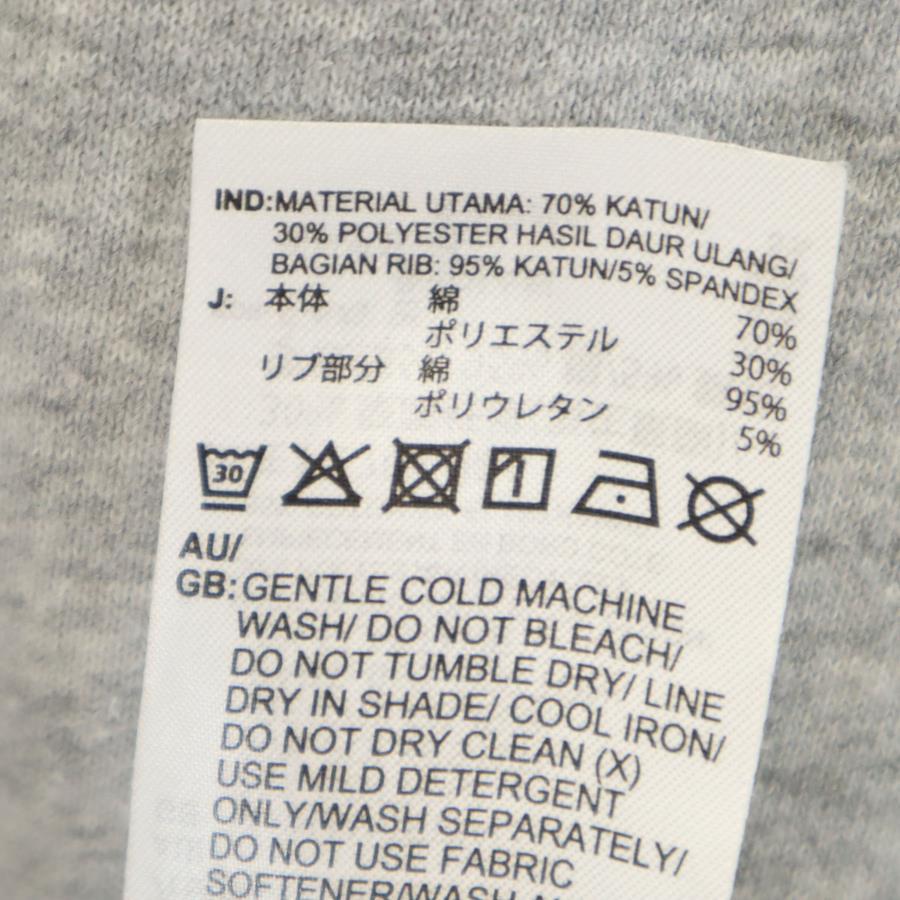 IND:MATERIAL UTAMA: 70% KATUN/
30% POLYESTER HASIL DAUR ULANG/
BAGIAN RIB: 95% KATUN/5% SPANDEX
J: 本体 綿 70%
ポリエステル 30%
リブ部分 綿 95%
ポリウレタン 5%
30
AU/
GB:GENTLE COLD MACHINE
WASH/ DO NOT BLEACH/
DO NOT TUMBLE DRY/ LINE
DRY IN SHADE/ COOL IRON/
DO NOT DRY CLEAN (X)
USE MILD DETERGENT
ONLY/WASH SEPARATELY/
DO NOT USE FABRIC
SOFTENER/WASH